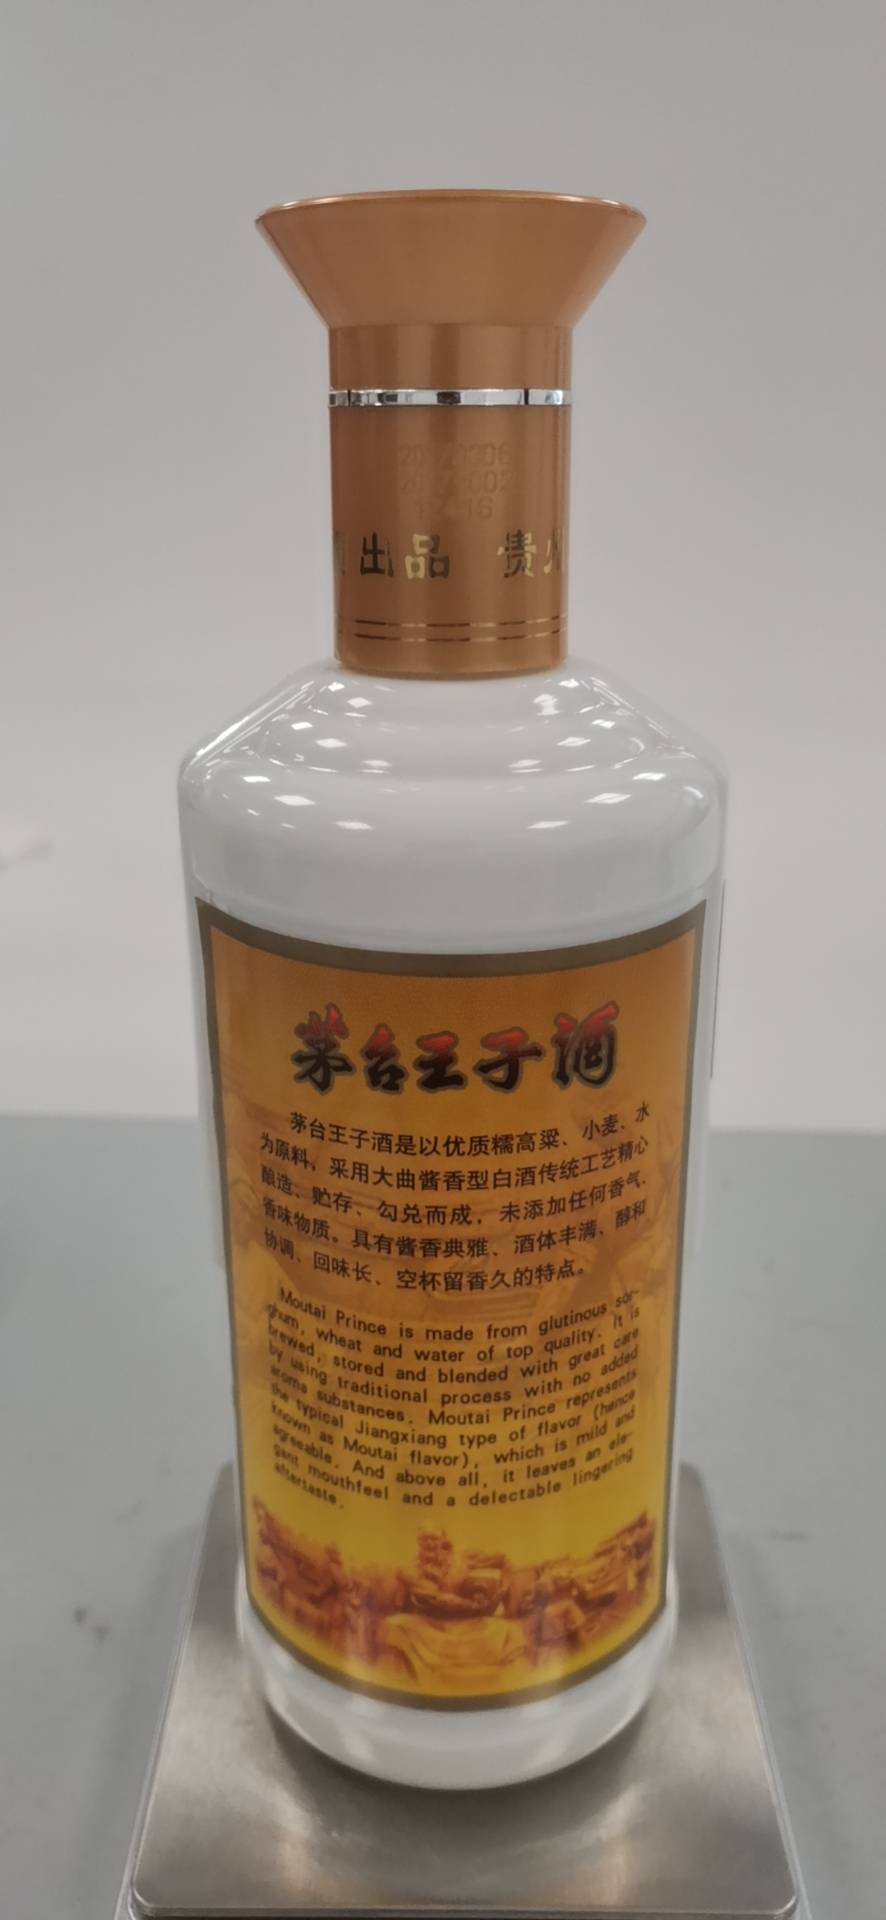 出品 贵州
茅台王子酒
茅台王子酒是以优质糯高粱、小麦、水
为原料，采用大曲酱香型白酒传统工艺精心
酿造、贮存、勾兑而成，未添加任何香气、
香味物质。具有酱香典雅、酒体丰满、醇和
协调、回味长、空杯留香久的特点。
Moutai Prince is made from glutinous sor-
ghum, wheat and water of top quality. It is
brewed, stored and blended with great care
by using traditional process with no added
aroma substances. Moutai Prince represents
the typical Jiangxiang type of flavor (hence
known as Moutai flavor), which is mild and
agreeable. And above all, it leaves an ele-
gant mouthfeel and a delectable lingering
aftertaste.